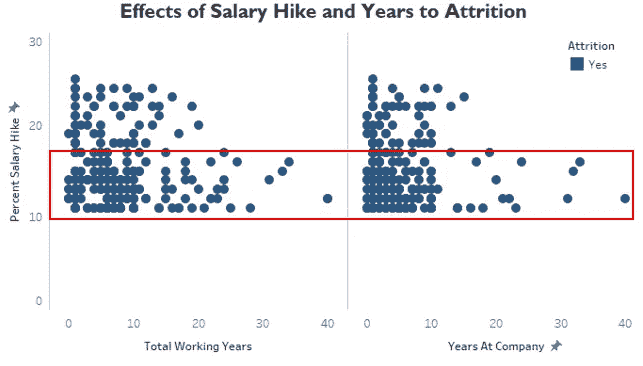 Effects of Salary Hike and Years to Attrition
Attrition
Yes
Percent Salary Hike
30
20
10
0
0 10 20 30 40
0 10 20 30 40
Total Working Years
Years At Company